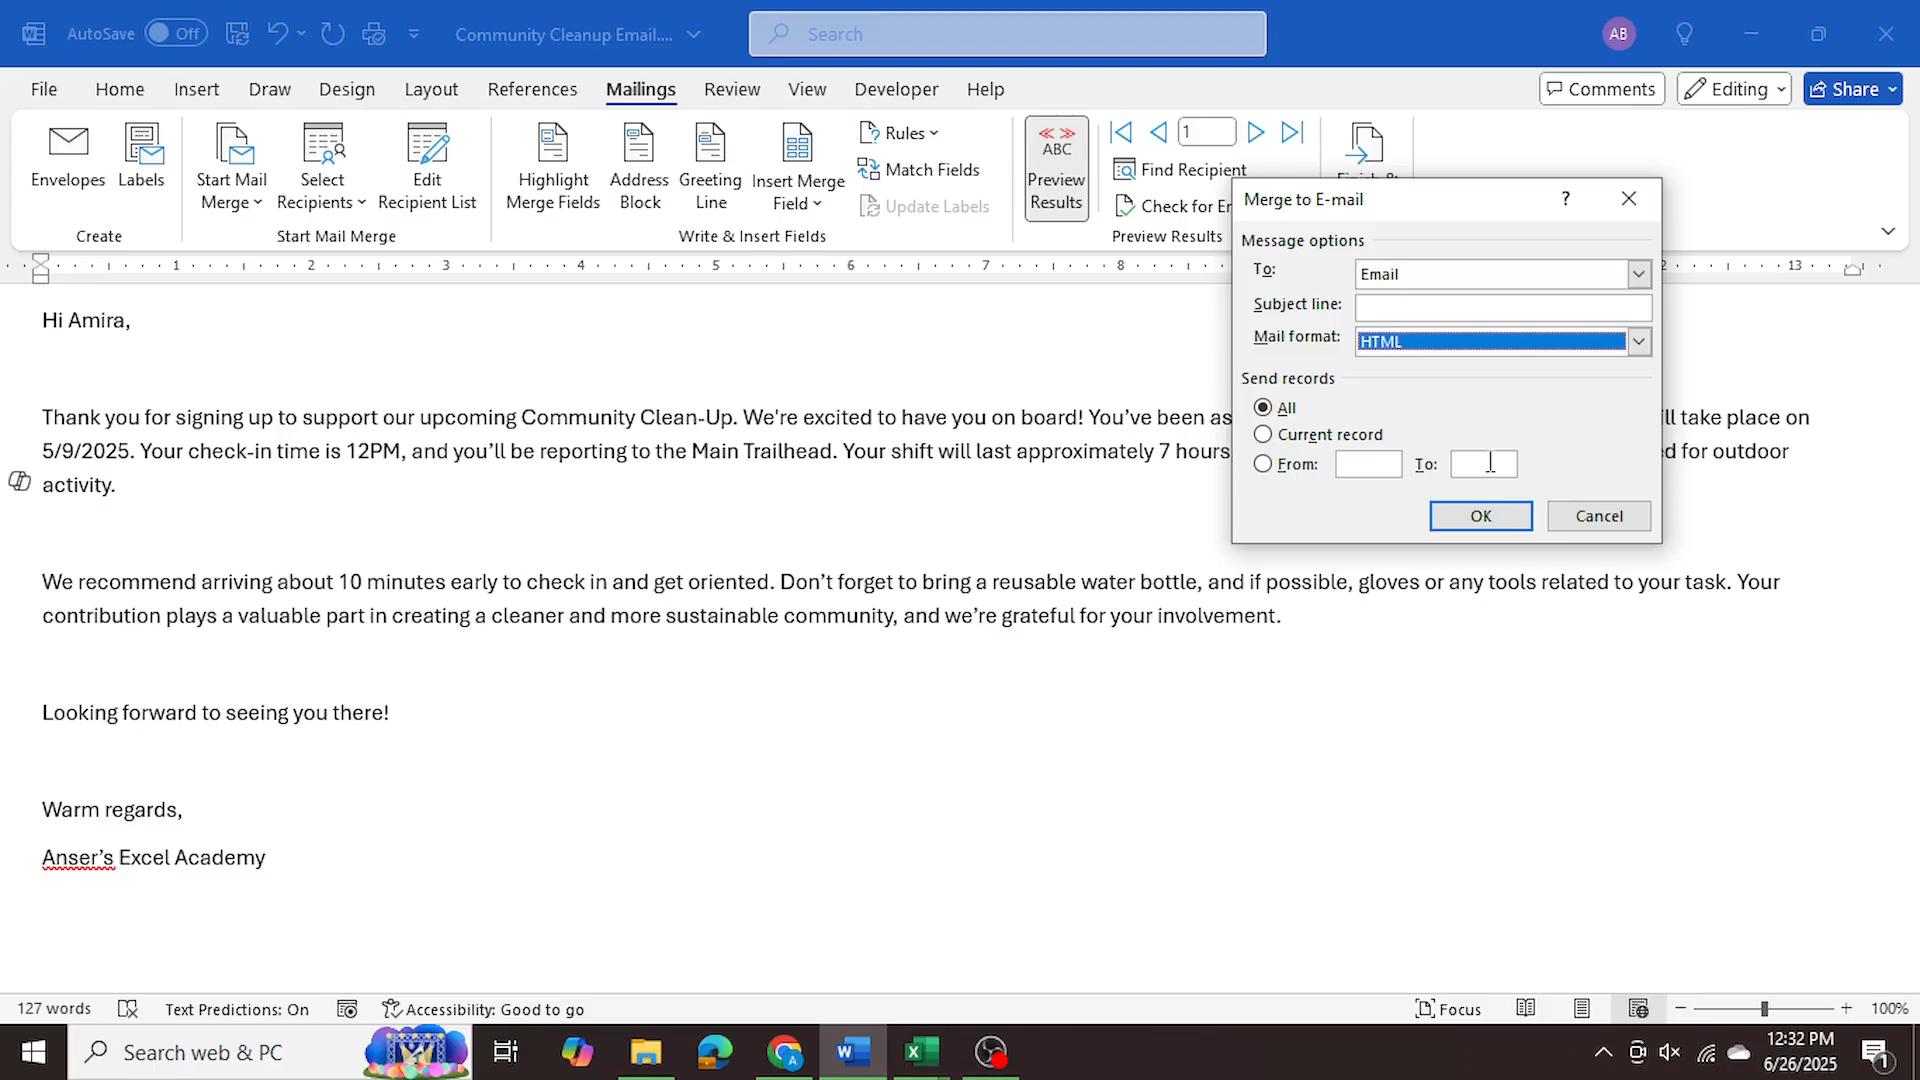 AutoSave Off Community Cleanup Email.... Search AB
File Home Insert Draw Design Layout References Mailings Review View Developer Help Comments Editing Share
Envelopes Labels Start Mail Merge Select Recipients Edit Recipient List Highlight Merge Fields Address Block Greeting Line Insert Merge Field Rules Match Fields Update Labels ABC Preview Results 1 Find Recipient
Create Start Mail Merge Write & Insert Fields Preview Results
1 2 3 4 5 6 7 8 13
Merge to E-mail ?
Message options
To: Email
Subject line:
Mail format: HTML
Send records
All
Current record
From: To:
OK Cancel
Hi Amira,
Thank you for signing up to support our upcoming Community Clean-Up. We're excited to have you on board! You've been take place on
5/9/2025. Your check-in time is 12PM, and you'll be reporting to the Main Trailhead. Your shift will last approximately 7 hours for outdoor
activity.
We recommend arriving about 10 minutes early to check in and get oriented. Don't forget to bring a reusable water bottle, and if possible, gloves or any tools related to your task. Your
contribution plays a valuable part in creating a cleaner and more sustainable community, and we're grateful for your involvement.
Looking forward to seeing you there!
Warm regards,
Anser's Excel Academy
127 words Text Predictions: On Accessibility: Good to go Focus 100%
Search web & PC 12:32 PM
6/26/2025 1